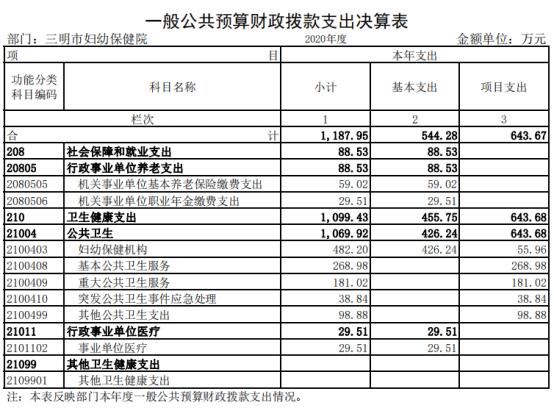 一般公共预算财政拨款支出决算表
部门：三明市妇幼保健院 2020年度 金额单位：万元
项 目 本年支出
功能分类科目编码 科目名称 小计 基本支出 项目支出
栏次 1 2 3
合 计 1,187.95 544.28 643.67
208 社会保障和就业支出 88.53 88.53
20805 行政事业单位养老支出 88.53 88.53
2080505 机关事业单位基本养老保险缴费支出 59.02 59.02
2080506 机关事业单位职业年金缴费支出 29.51 29.51
210 卫生健康支出 1,099.43 455.75 643.68
21004 公共卫生 1,069.92 426.24 643.68
2100403 妇幼保健机构 482.20 426.24 55.96
2100408 基本公共卫生服务 268.98 268.98
2100409 重大公共卫生服务 181.02 181.02
2100410 突发公共卫生事件应急处理 38.84 38.84
2100499 其他公共卫生支出 98.88 98.88
21011 行政事业单位医疗 29.51 29.51
2101102 事业单位医疗 29.51 29.51
21099 其他卫生健康支出
2109901 其他卫生健康支出
注：本表反映部门本年度一般公共预算财政拨款支出情况。